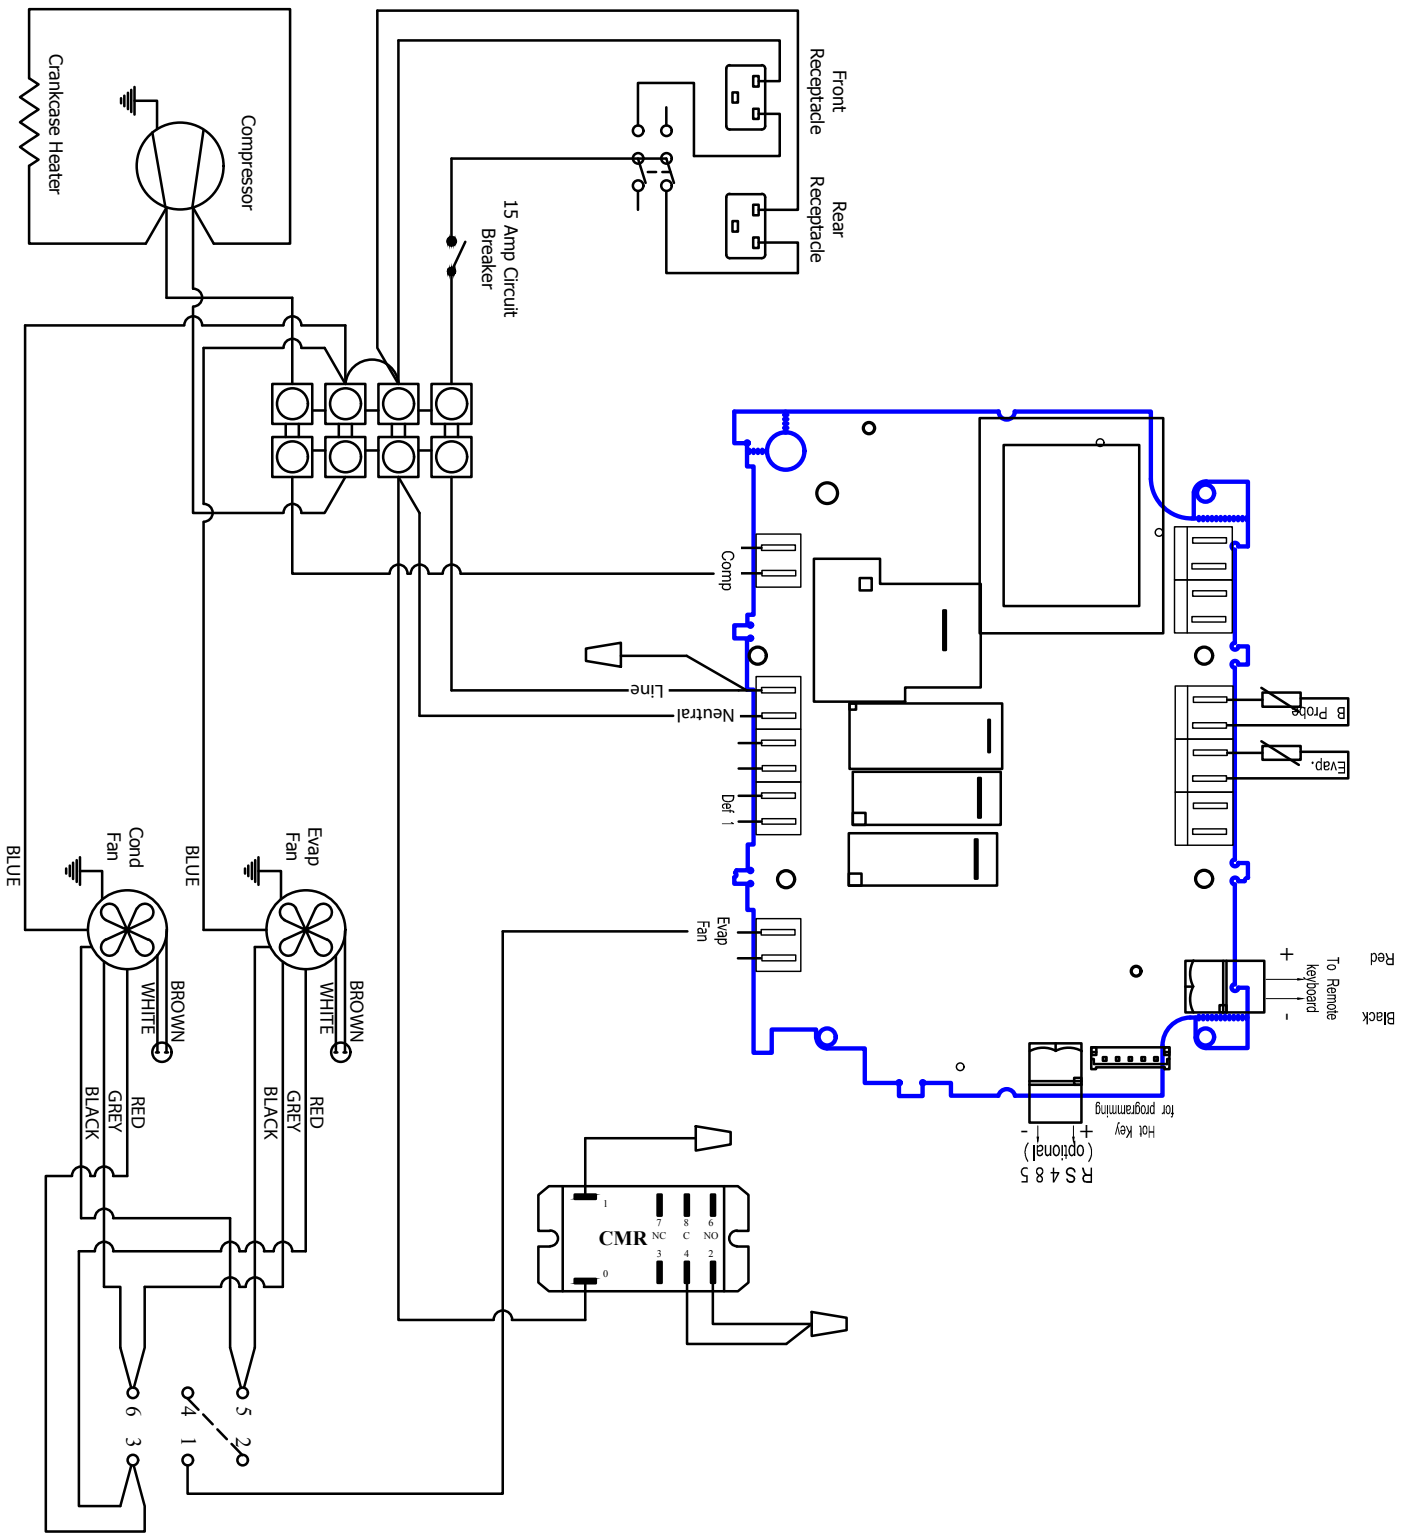 Front
Receptacle
Rear
Receptacle
Crankcase Heater
Compressor
15 Amp Circuit
Breaker
Comp
Line
Neutral
Def 1
Evap
Fan
B Probe
Evap.
Red
+
To Remote
keyboard
-
Black
Hot Key
for programming
+
-
(optional)
RS485
Evap
Fan
Cond
Fan
BLUE
BLUE
BROWN
WHITE
BROWN
WHITE
RED
GREY
BLACK
RED
GREY
BLACK
1
7
8
6
CMR
NC
C
NO
3
4
2
0
6
4
5
3
1
2